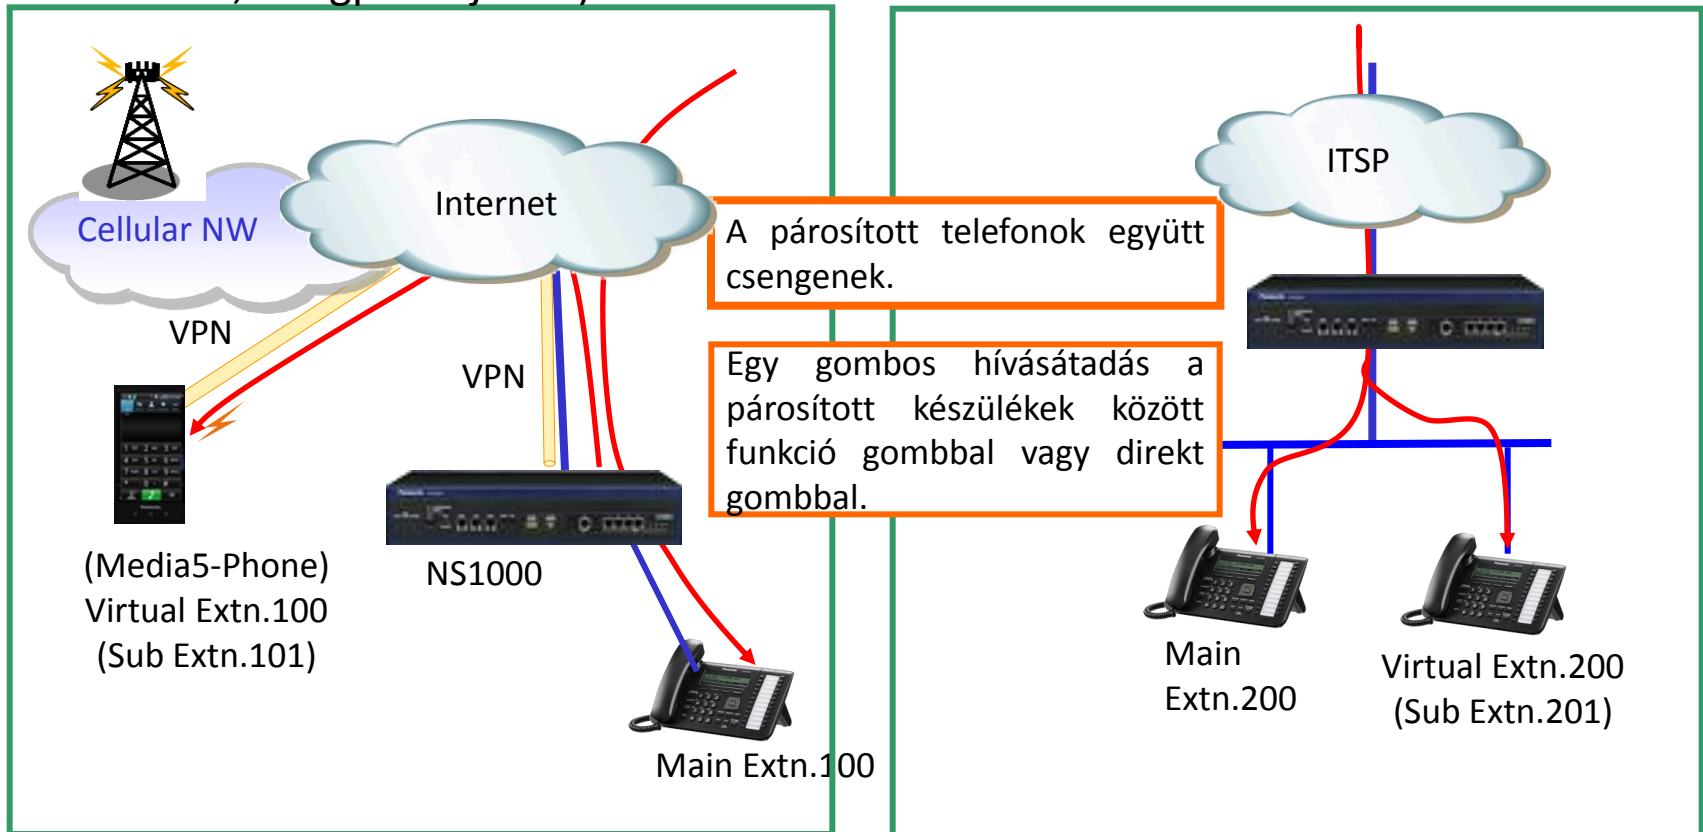 Cellular NW
Internet
VPN
VPN
(Media5-Phone)
Virtual Extn.100
(Sub Extn.101)
NS1000
Main Extn.100
A párosított telefonok együtt
csengenek.
Egy gombos hívásátadás a
párosított készülékek között
funkció gombbal vagy direkt
gombbal.
ITSP
Main
Extn.200
Virtual Extn.200
(Sub Extn.201)